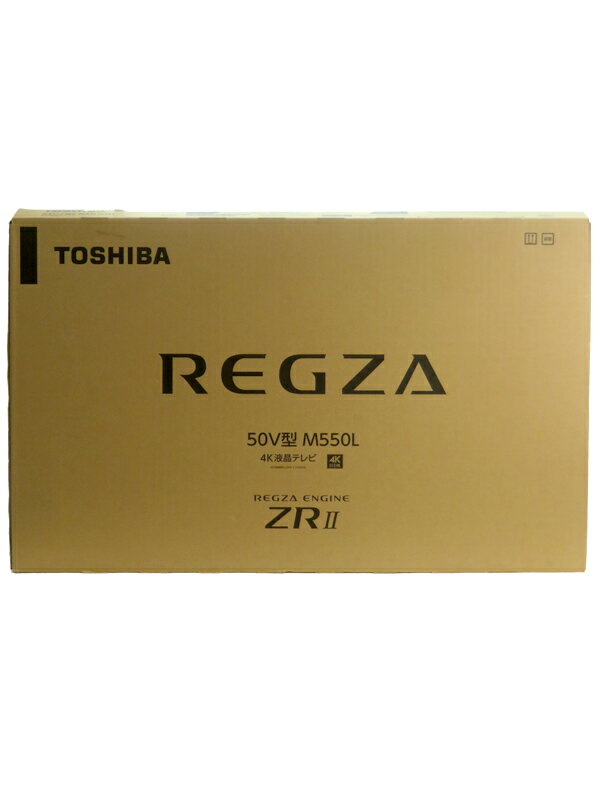 TOSHIBA
REGZA
50V型 M550L
4K液晶テレビ 4K
REGZA ENGINE
ZRII